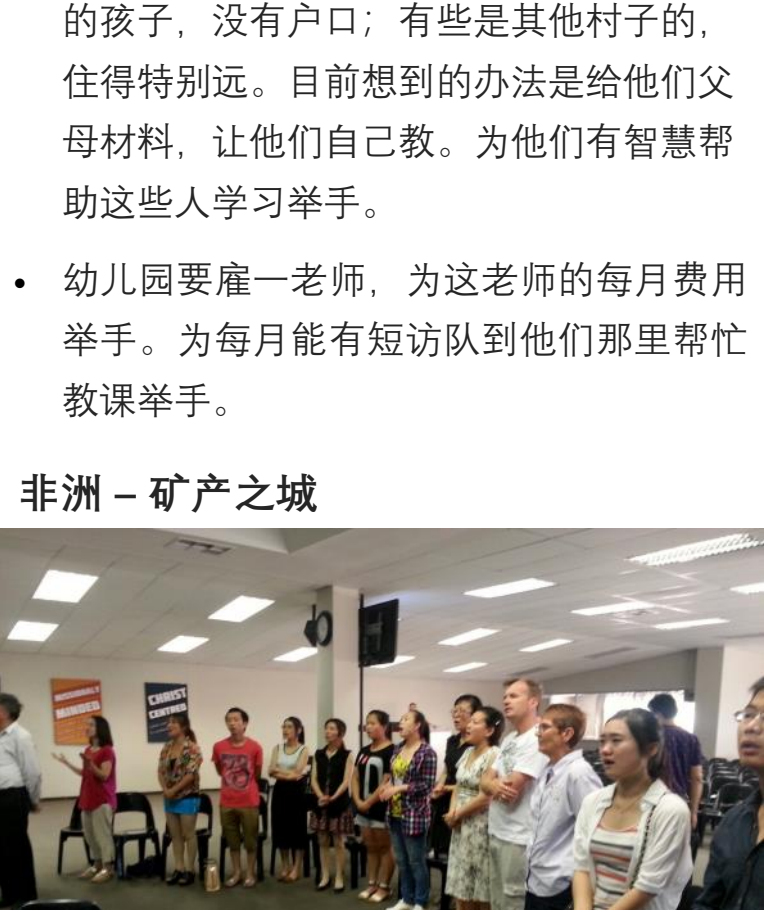 的孩子，没有户口；有些是其他村子的，
住得特别远。目前想到的办法是给他们父
母材料，让他们自己教。为他们有智慧帮
助这些人学习举手。
• 幼儿园要雇一老师，为这老师的每月费用
举手。为每月能有短访队到他们那里帮忙
教课举手。
非洲 – 矿产之城
MISSIONALLY
MINDED
CHRIST
CENTRED